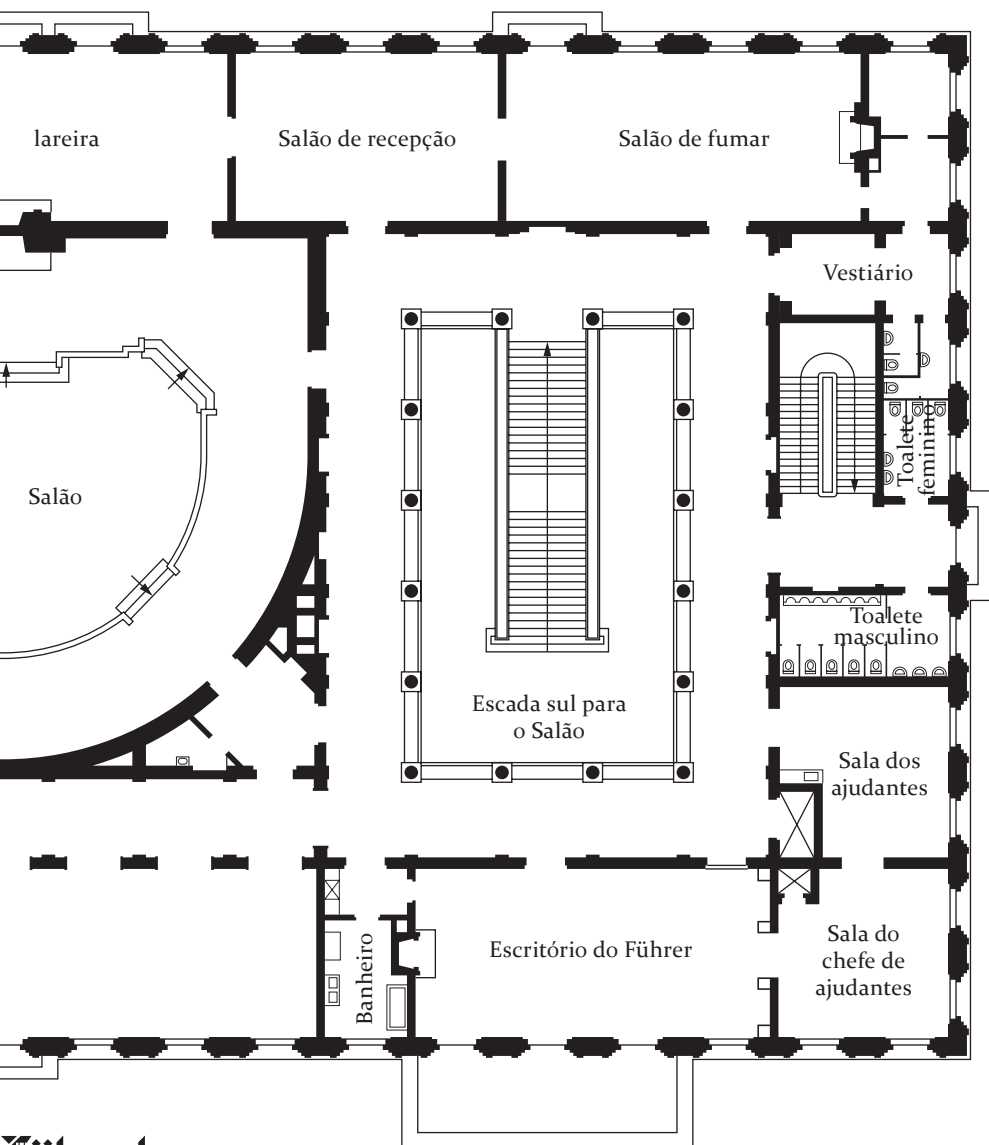 lareira
Salão de recepção
Salão de fumar
Vestiário
Toalete
feminino
Salão
Toalete
masculino
Escada sul para
o Salão
Sala dos
ajudantes
Banheiro
Escritório do Führer
Sala do
chefe de
ajudantes